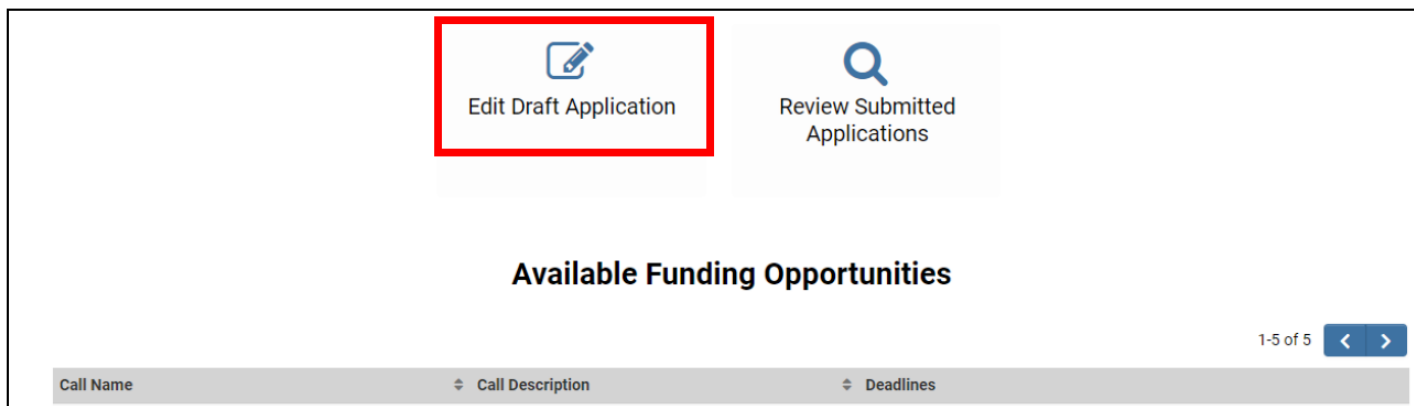 Edit Draft Application
Review Submitted
Applications
Available Funding Opportunities
1-5 of 5
Call Name
Call Description
Deadlines